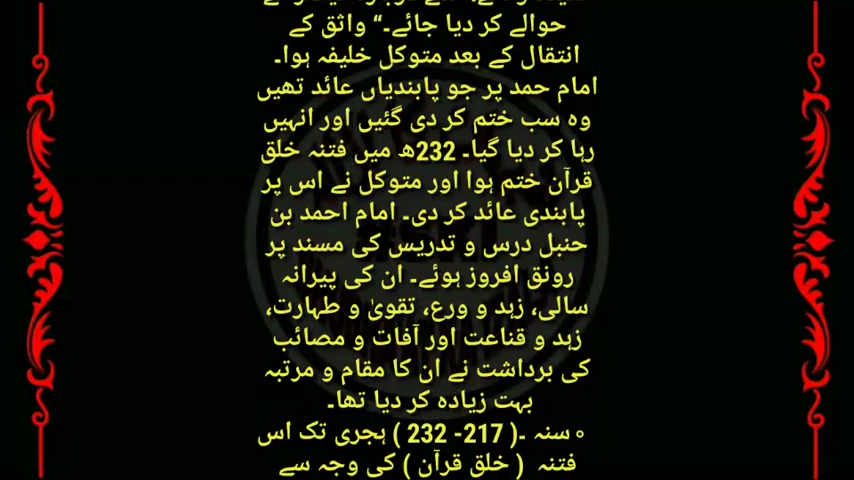 حوالے کر دیا جائے۔“ واثق کے
انتقال کے بعد متوکل خلیفہ ہوا۔
امام حمد پر جو پابندیاں عائد تھیں
وہ سب ختم کر دی گئیں اور انہیں
رہا کر دیا گیا۔ 232ھ میں فتنہ خلق
قرآن ختم ہوا اور متوکل نے اس پر
پابندی عائد کر دی۔ امام احمد بن
حنبل درس و تدریس کی مسند پر
رونق افروز ہوئے۔ ان کی پیرانہ
سالی، زہد و ورع، تقویٰ و طہارت،
زہد و قناعت اور آفات و مصائب
کی برداشت نے ان کا مقام و مرتبہ
بہت زیادہ کر دیا تھا۔
° سنہ ۔( 217- 232 ) ہجری تک اس
فتنہ ( خلق قرآن ) کی وجہ سے